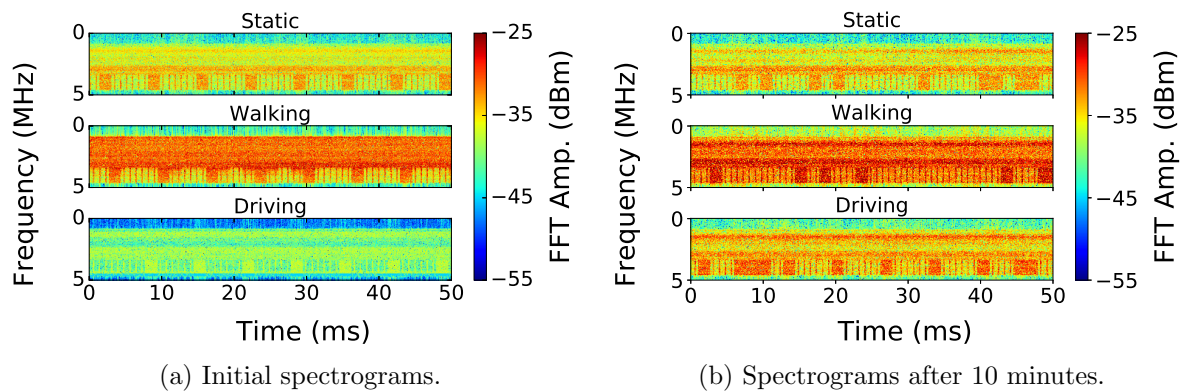 Static
0
5
Walking
0
5
Driving
0
5
0 10 20 30 40 50
Time (ms)
Frequency (MHz)
−25
−35
−45
−55
FFT Amp. (dBm)
(a) Initial spectrograms.
Static
0
5
Walking
0
5
Driving
0
5
0 10 20 30 40 50
Time (ms)
Frequency (MHz)
−25
−35
−45
−55
FFT Amp. (dBm)
(b) Spectrograms after 10 minutes.